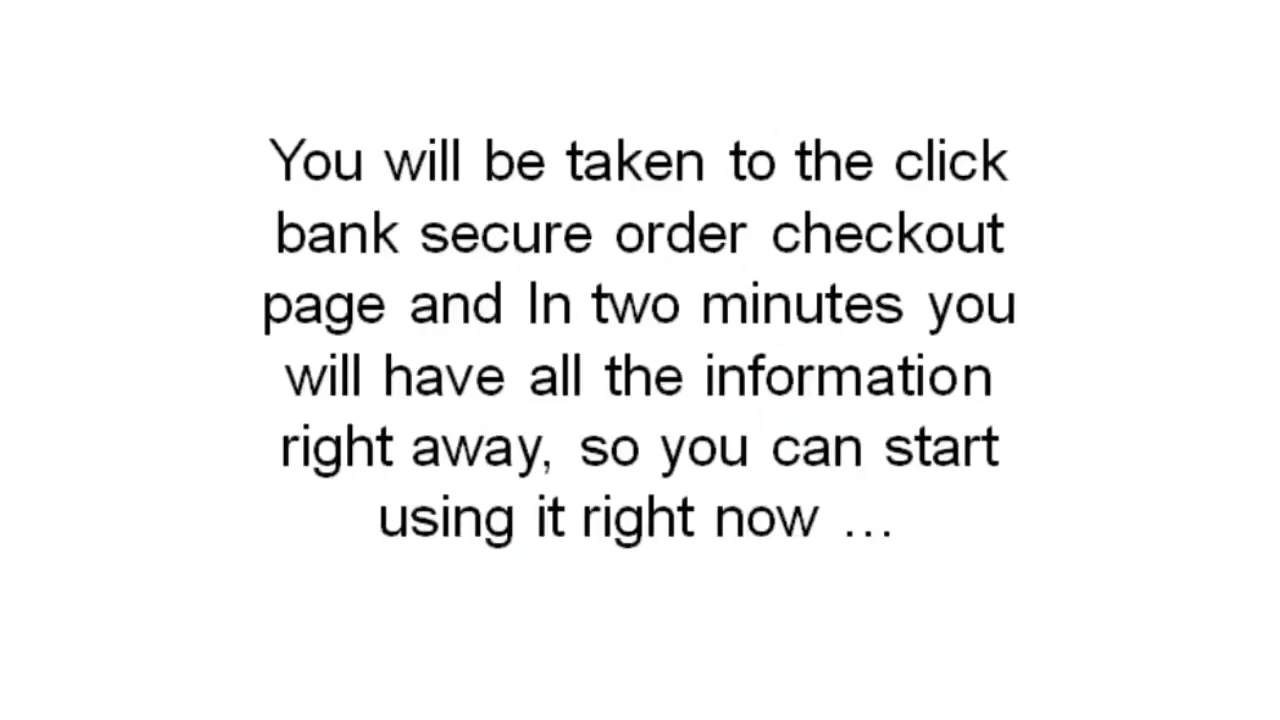 You will be taken to the click
bank secure order checkout
page and In two minutes you
will have all the information
right away, so you can start
using it right now …